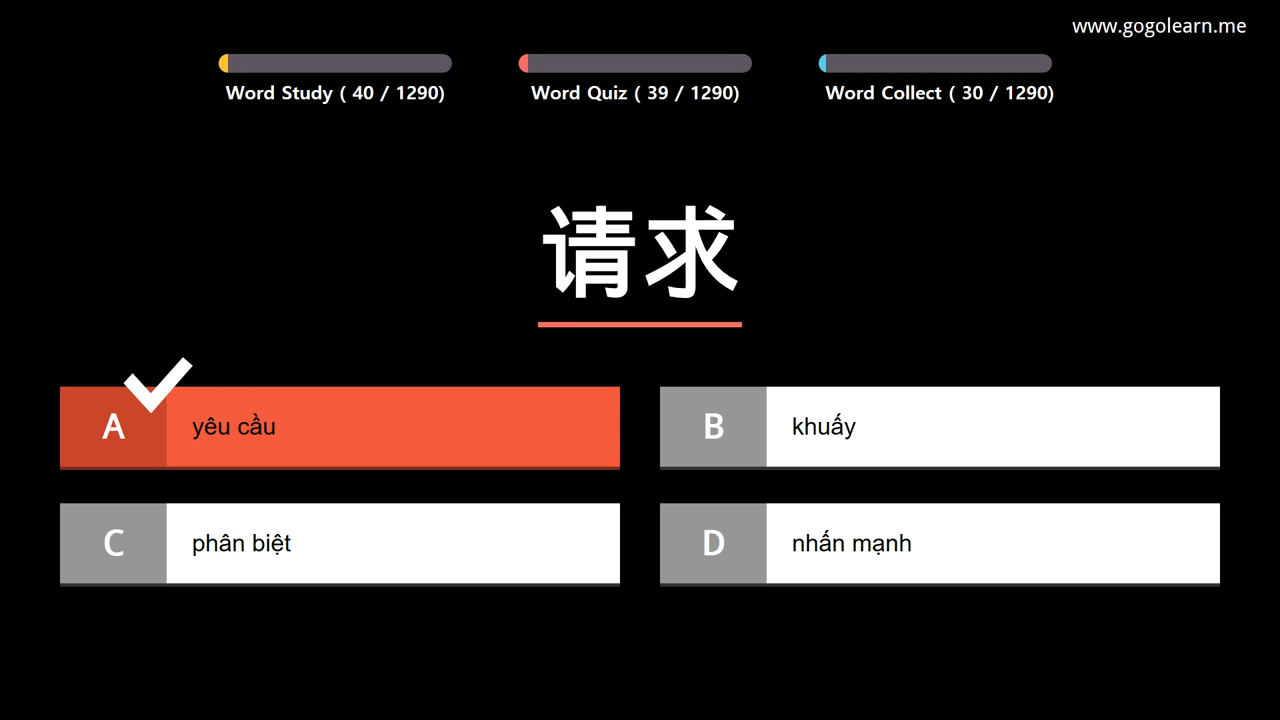 www.gogolearn.me
Word Study ( 40 / 1290)
Word Quiz ( 39 / 1290)
Word Collect ( 30 / 1290)
请求
A yêu cầu
B khuấy
C phân biệt
D nhấn mạnh